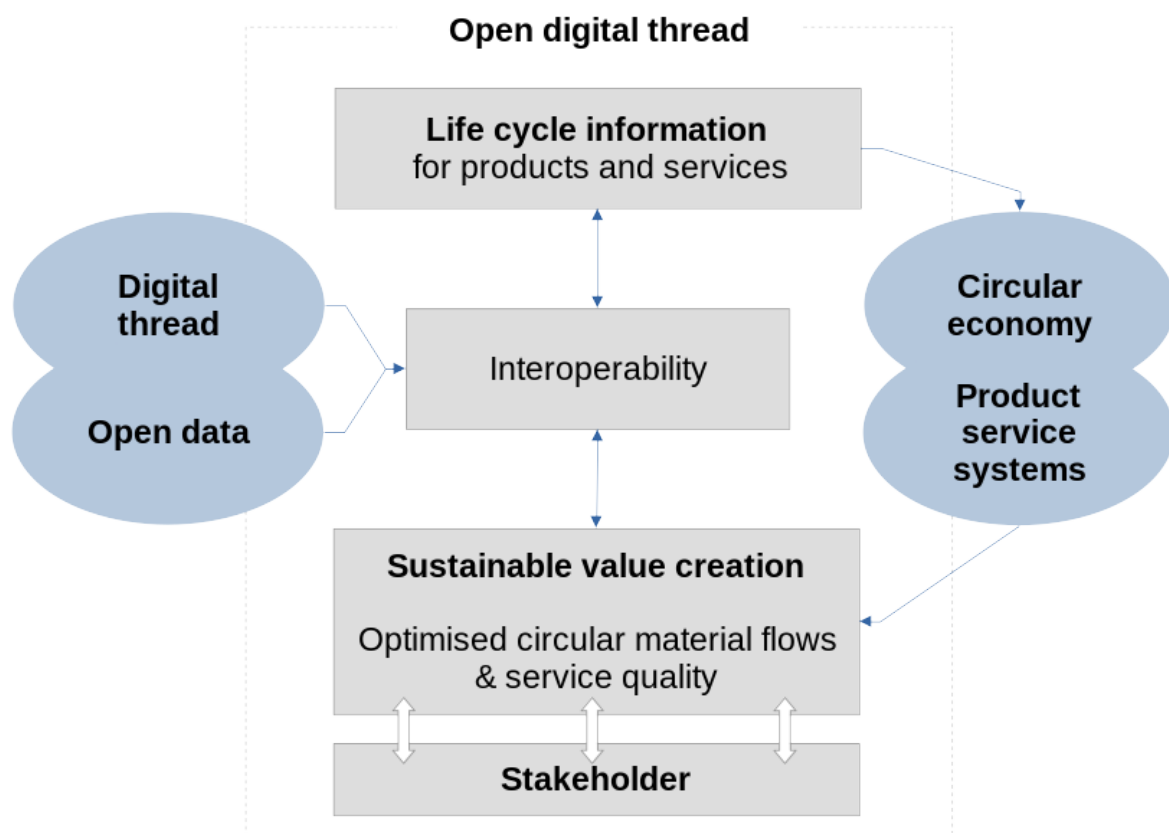 Open digital thread
Life cycle information
for products and services
Digital
thread
Open data
Interoperability
Circular
economy
Product
service
systems
Sustainable value creation
Optimised circular material flows
& service quality
Stakeholder